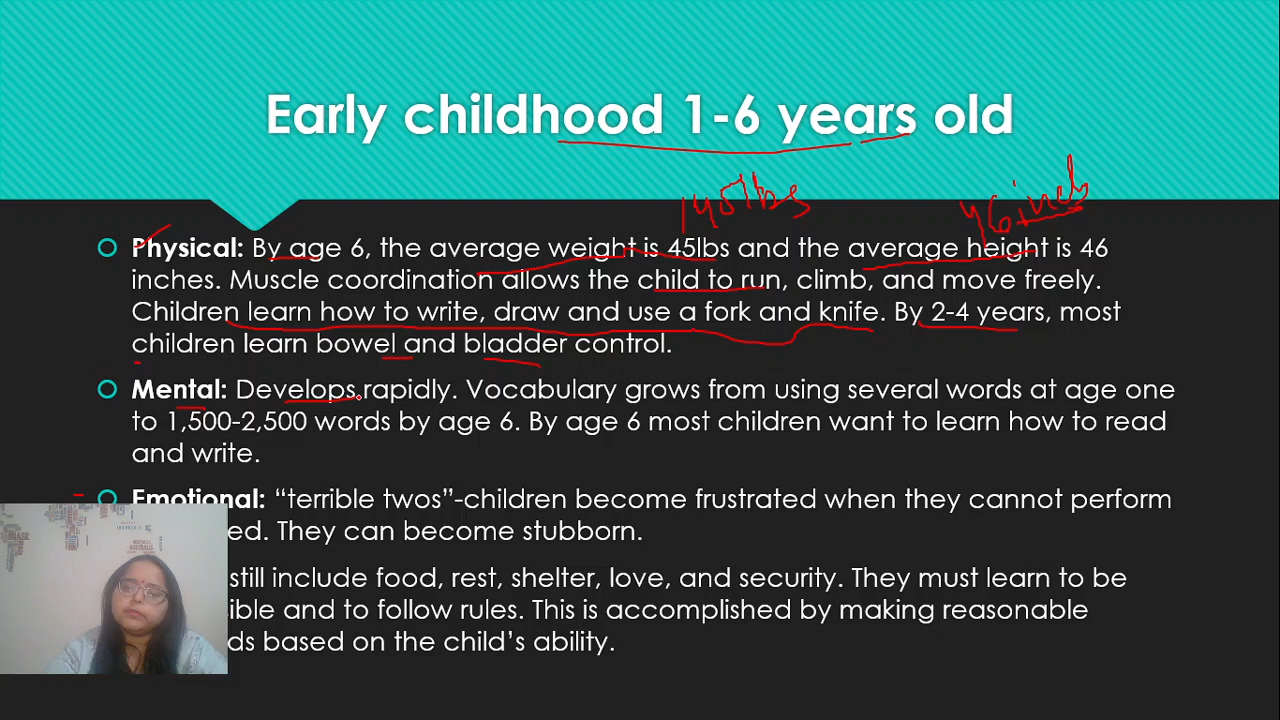 Early childhood 1-6 years old
145lbs
46 inch
Physical: By age 6, the average weight is 45lbs and the average height is 46
inches. Muscle coordination allows the child to run, climb, and move freely.
Children learn how to write, draw and use a fork and knife. By 2-4 years, most
children learn bowel and bladder control.
Mental: Develops rapidly. Vocabulary grows from using several words at age one
to 1,500-2,500 words by age 6. By age 6 most children want to learn how to read
and write.
Emotional: “terrible twos”-children become frustrated when they cannot perform
They can become stubborn.
still include food, rest, shelter, love, and security. They must learn to be
and to follow rules. This is accomplished by making reasonable
based on the child’s ability.